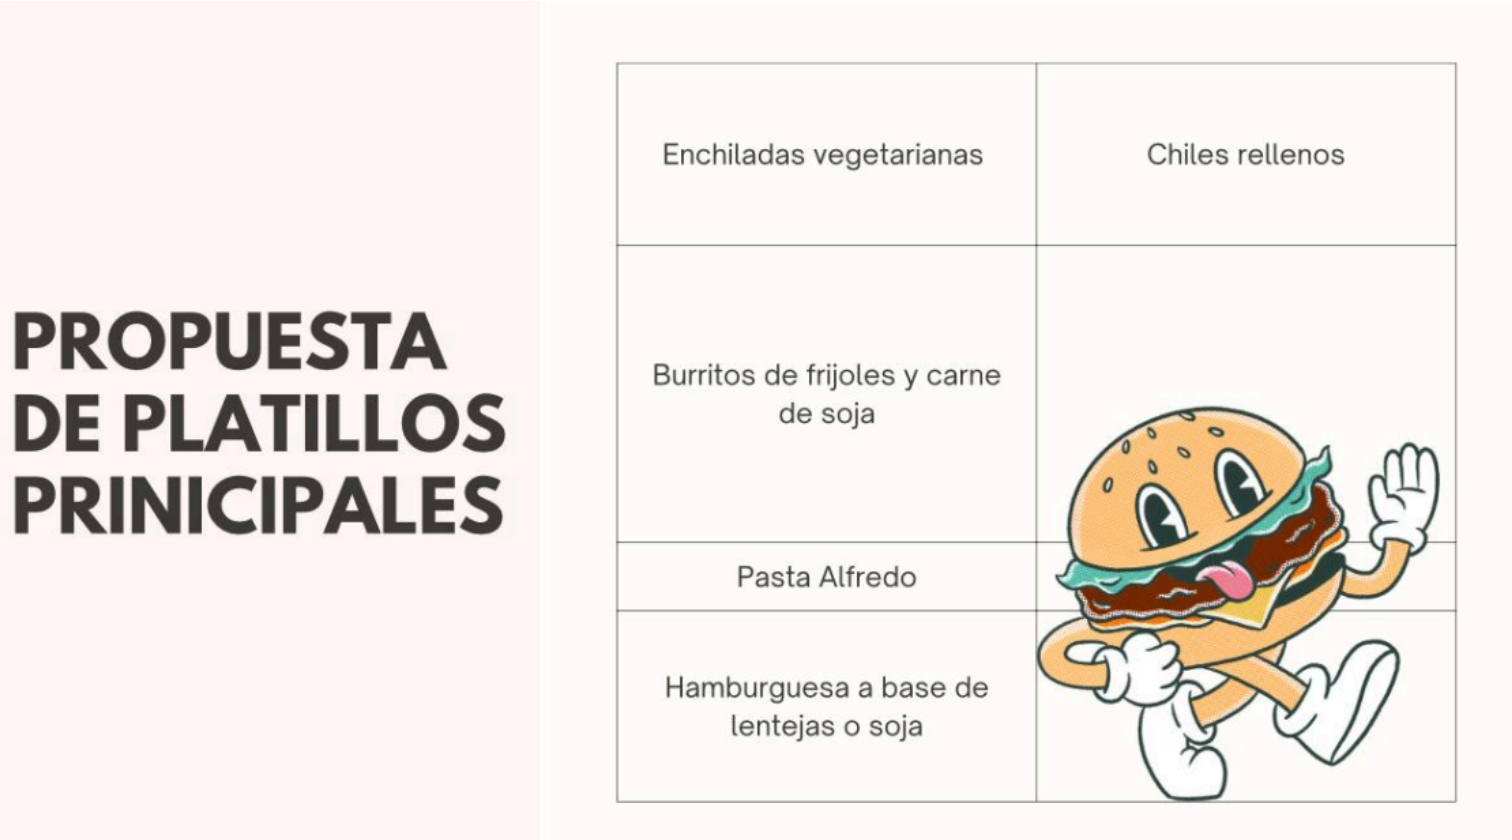 PROPUESTA
DE PLATILLOS
PRINICIPALES
Enchiladas vegetarianas
Chiles rellenos
Burritos de frijoles y carne
de soja
Pasta Alfredo
Hamburguesa a base de
lentejas o soja